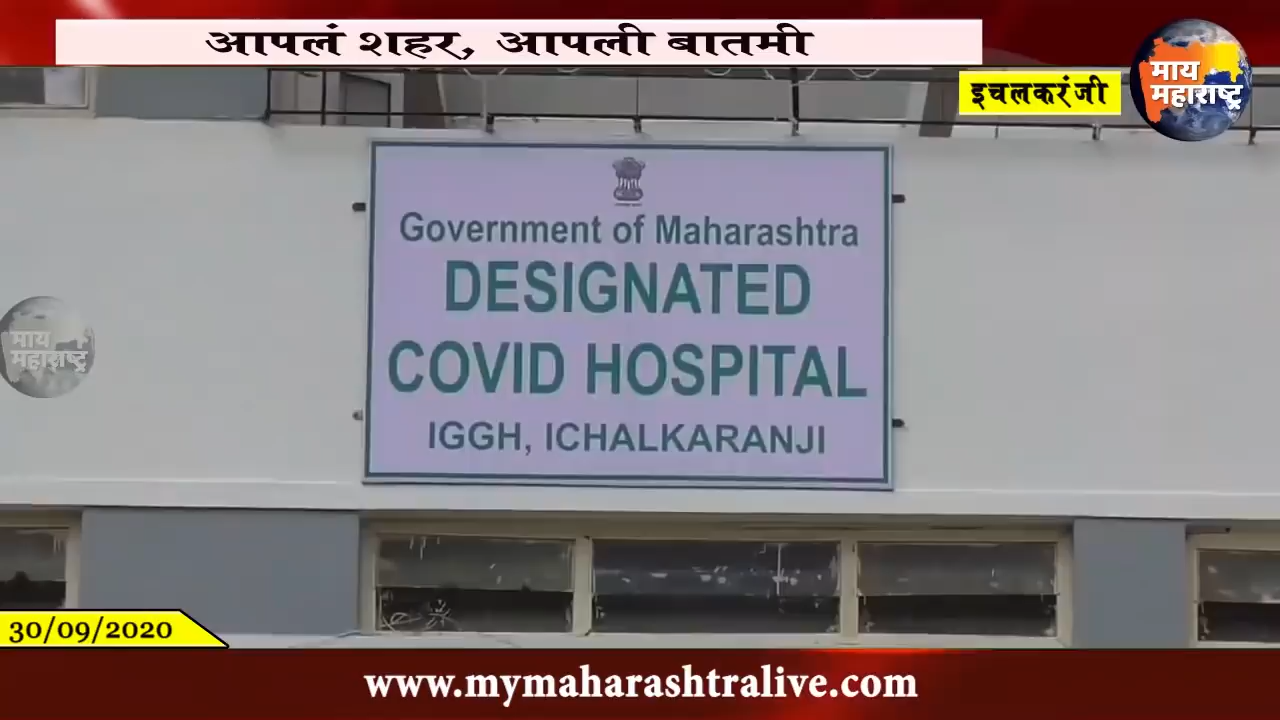 आपलं शहर, आपली बातमी
इचलकरंजी
माय
महाराष्ट्र
Government of Maharashtra
DESIGNATED
COVID HOSPITAL
IGGH, ICHALKARANJI
माय
महाराष्ट्र
30/09/2020
www.mymaharashtralive.com